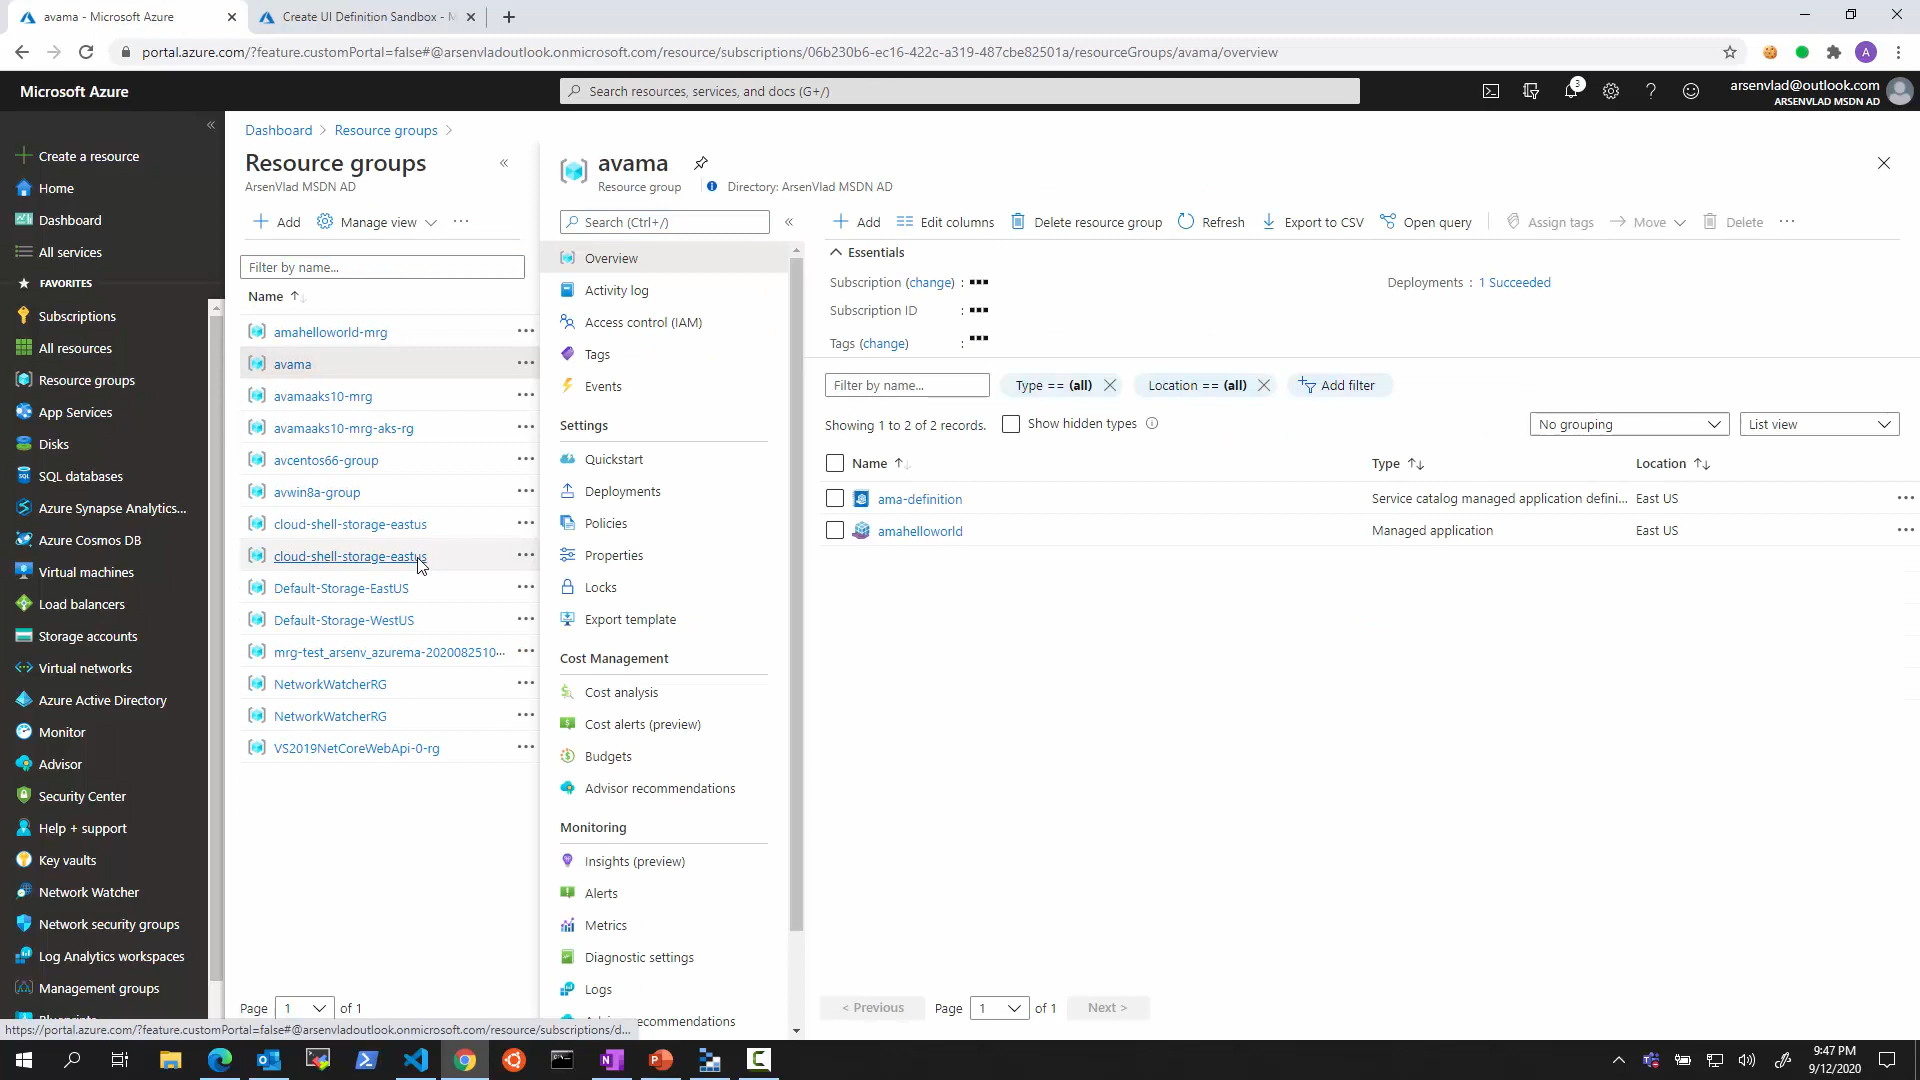 avama - Microsoft Azure
Create UI Definition Sandbox - M
portal.azure.com/?feature.customPortal=false#@arsenvladoutlook.onmicrosoft.com/resource/subscriptions/06b230b6-ec16-422c-a319-487cbe82501a/resourceGroups/avama/overview
A
Microsoft Azure
Search resources, services, and docs (G+/)
3
arsenvlad@outlook.com
ARSENVLAD MSDN AD
Create a resource
Home
Dashboard
All services
FAVORITES
Subscriptions
All resources
Resource groups
App Services
Disks
SQL databases
Azure Synapse Analytics...
Azure Cosmos DB
Virtual machines
Load balancers
Storage accounts
Virtual networks
Azure Active Directory
Monitor
Advisor
Security Center
Help + support
Key vaults
Network Watcher
Network security groups
Log Analytics workspaces
Management groups
Dashboard > Resource groups >
Resource groups
ArsenVlad MSDN AD
Add
Manage view
Filter by name...
Name
amahelloworld-mrg
avama
avamaaks10-mrg
avamaaks10-mrg-aks-rg
avcentos66-group
avwin8a-group
cloud-shell-storage-eastus
cloud-shell-storage-eastus
Default-Storage-EastUS
Default-Storage-WestUS
mrg-test_arsenv_azurema-2020082510...
NetworkWatcherRG
NetworkWatcherRG
VS2019NetCoreWebApi-0-rg
Page 1 of 1
avama
Resource group
Directory: ArsenVlad MSDN AD
Search (Ctrl+/)
Overview
Activity log
Access control (IAM)
Tags
Events
Settings
Quickstart
Deployments
Policies
Properties
Locks
Export template
Cost Management
Cost analysis
Cost alerts (preview)
Budgets
Advisor recommendations
Monitoring
Insights (preview)
Alerts
Metrics
Diagnostic settings
Logs
recommendations
Add
Edit columns
Delete resource group
Refresh
Export to CSV
Open query
Assign tags
Move
Delete
Essentials
Subscription (change) :
Deployments : 1 Succeeded
Subscription ID :
Tags (change) :
Filter by name...
Type == (all)
Location == (all)
Add filter
Showing 1 to 2 of 2 records.
Show hidden types
No grouping
List view
Name
Type
Location
ama-definition
Service catalog managed application defini...
East US
amahelloworld
Managed application
East US
< Previous
Page 1 of 1
Next >
https://portal.azure.com/?feature.customPortal=false#@arsenvladoutlook.onmicrosoft.com/resource/subscriptions/d...
9:47 PM
9/12/2020